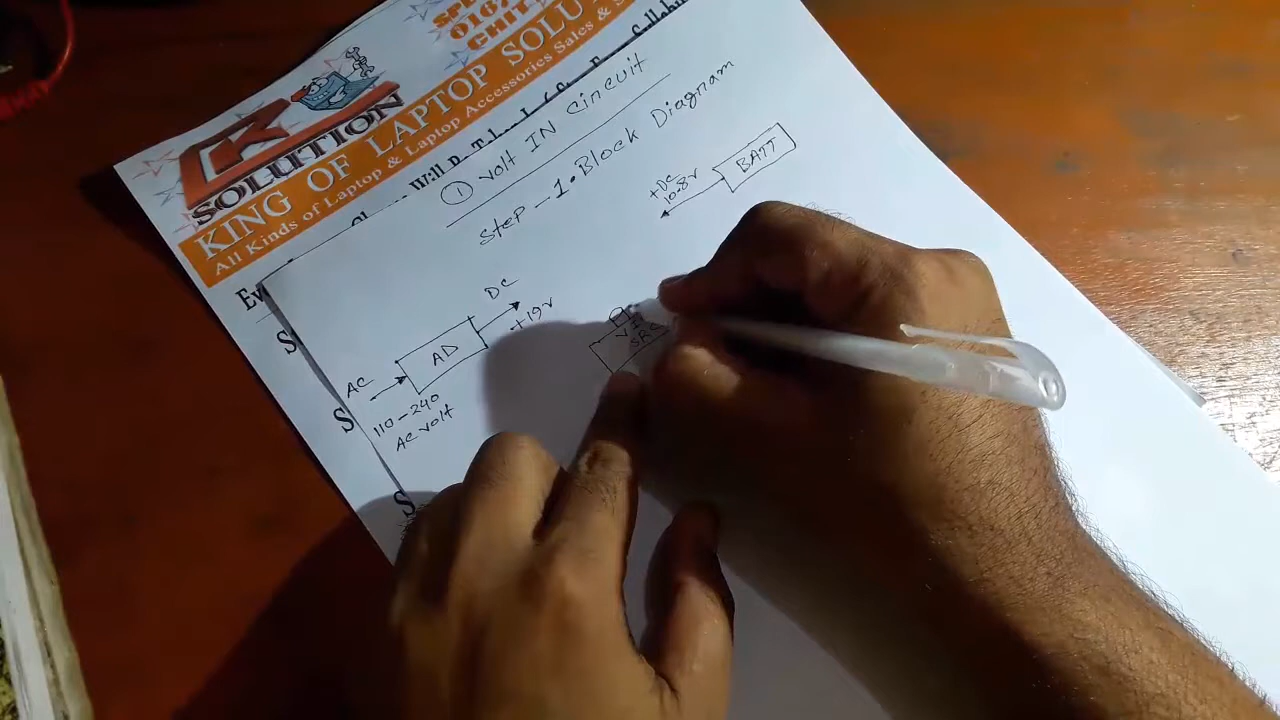 SOLUTION
KING OF LAPTOP SOLU
All Kinds of Laptop & Laptop Accessories Sales & S
① volt IN Circuit
Step - 1. Block Diagram
BATT
+DC
10.8v
DC
+19v
AD
AC
110-240
AC volt
SRC